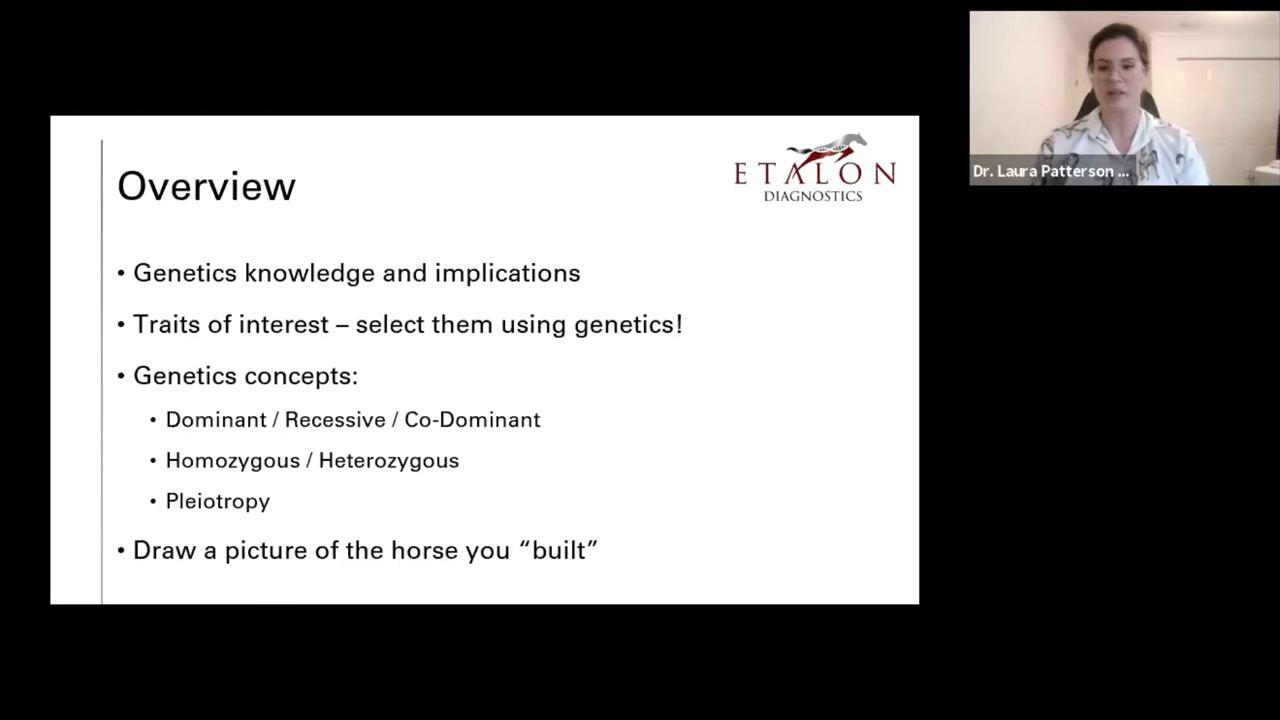 Overview
ETALON
DIAGNOSTICS
• Genetics knowledge and implications
• Traits of interest – select them using genetics!
• Genetics concepts:
• Dominant / Recessive / Co-Dominant
• Homozygous / Heterozygous
• Pleiotropy
• Draw a picture of the horse you “built”
Dr. Laura Patterson ...